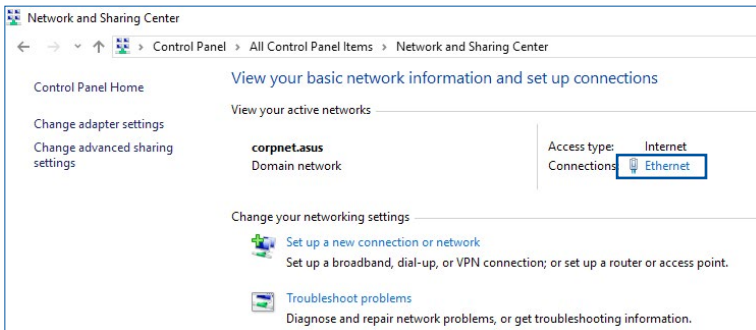 Network and Sharing Center
Control Panel > All Control Panel Items > Network and Sharing Center
Control Panel Home
Change adapter settings
Change advanced sharing
settings
View your basic network information and set up connections
View your active networks
corpnet.asus
Domain network
Access type: Internet
Connections Ethernet
Change your networking settings
Set up a new connection or network
Set up a broadband, dial-up, or VPN connection; or set up a router or access point.
Troubleshoot problems
Diagnose and repair network problems, or get troubleshooting information.